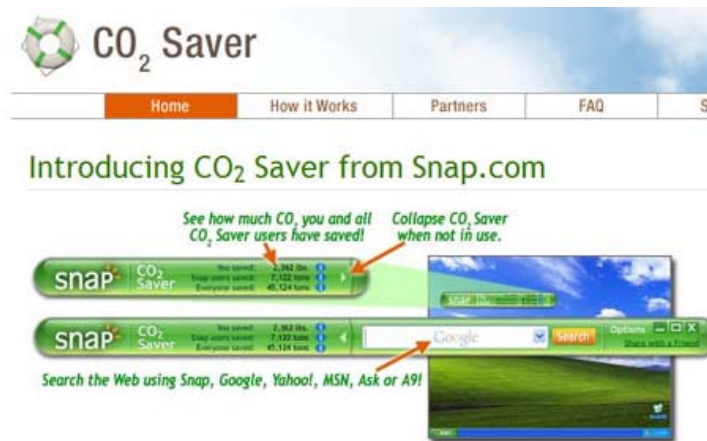 CO2 Saver
Home How it Works Partners FAQ S
Introducing CO2 Saver from Snap.com
See how much CO2 you and all
CO2 Saver users have saved!
Collapse CO2 Saver
when not in use.
snap CO2 Saver
You saved: 2,362 lbs.
Snap users saved: 7,122 tons
Everyone saved: 45,124 tons
snap
snap CO2 Saver
You saved: 2,362 lbs.
Snap users saved: 7,122 tons
Everyone saved: 45,124 tons
Google Search Options
Share with a Friend
Search the Web using Snap, Google, Yahoo!, MSN, Ask or A9!